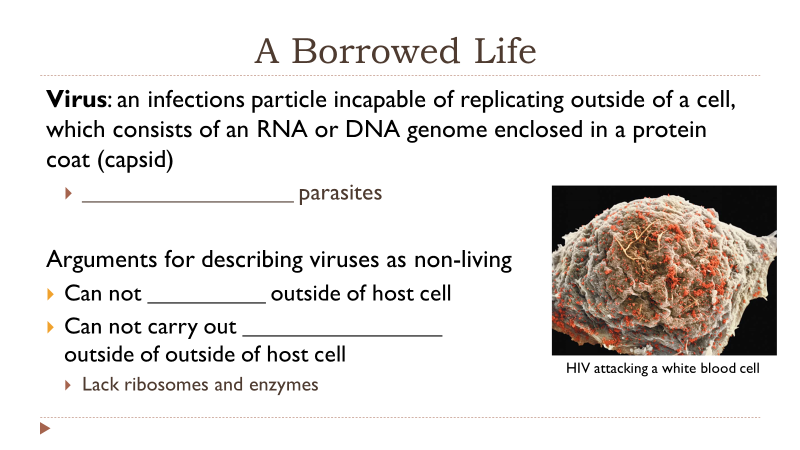 A Borrowed Life
Virus: an infections particle incapable of replicating outside of a cell,
which consists of an RNA or DNA genome enclosed in a protein
coat (capsid)
__________________ parasites
Arguments for describing viruses as non-living
Can not __________ outside of host cell
Can not carry out _________________
outside of outside of host cell
Lack ribosomes and enzymes
HIV attacking a white blood cell